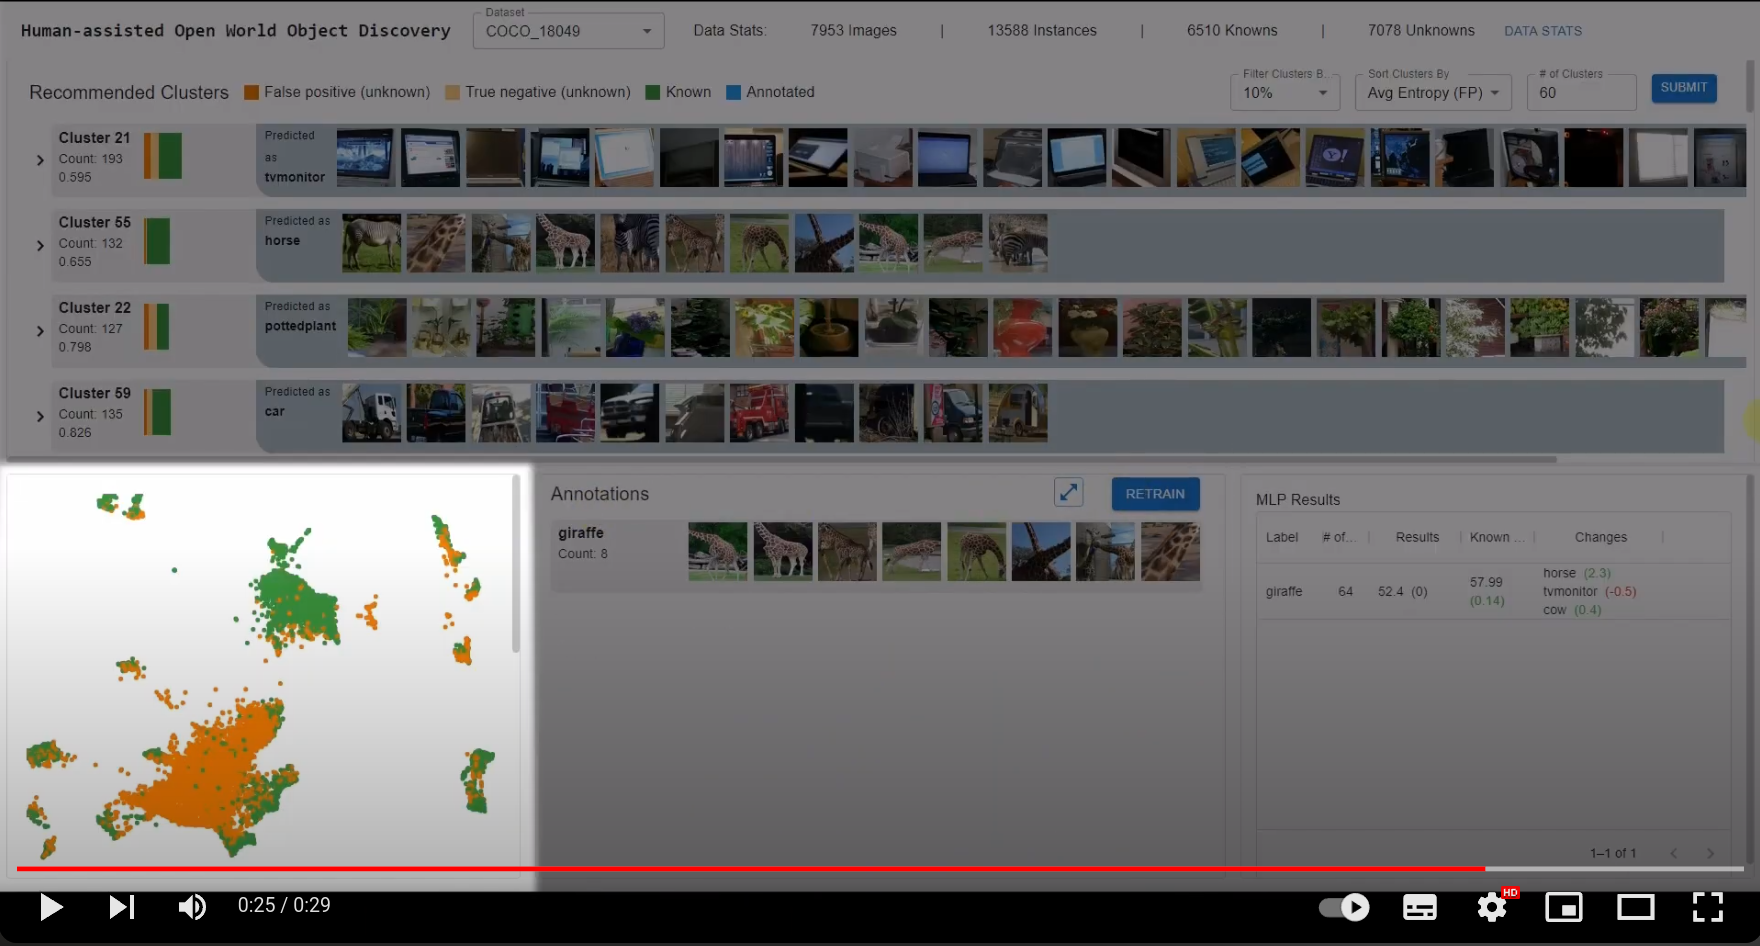 Human-assisted Open World Object Discovery
Dataset
COCO_18049
Data Stats: 7953 Images | 13588 Instances | 6510 Knowns | 7078 Unknowns DATA STATS
Recommended Clusters False positive (unknown) True negative (unknown) Known Annotated
Filter Clusters B...
10%
Sort Clusters By
Avg Entropy (FP)
# of Clusters
60
SUBMIT
Cluster 21
Count: 193
0.595
Predicted
as
tvmonitor
Cluster 55
Count: 132
0.655
Predicted as
horse
Cluster 22
Count: 127
0.798
Predicted as
pottedplant
Cluster 59
Count: 135
0.826
Predicted as
car
Annotations
RETRAIN
giraffe
Count: 8
MLP Results
Label # of... Results Known ... Changes
giraffe 64 52.4 (0) 57.99
(0.14)
horse (2.3)
tvmonitor (-0.5)
cow (0.4)
1–1 of 1
0:25 / 0:29
HD